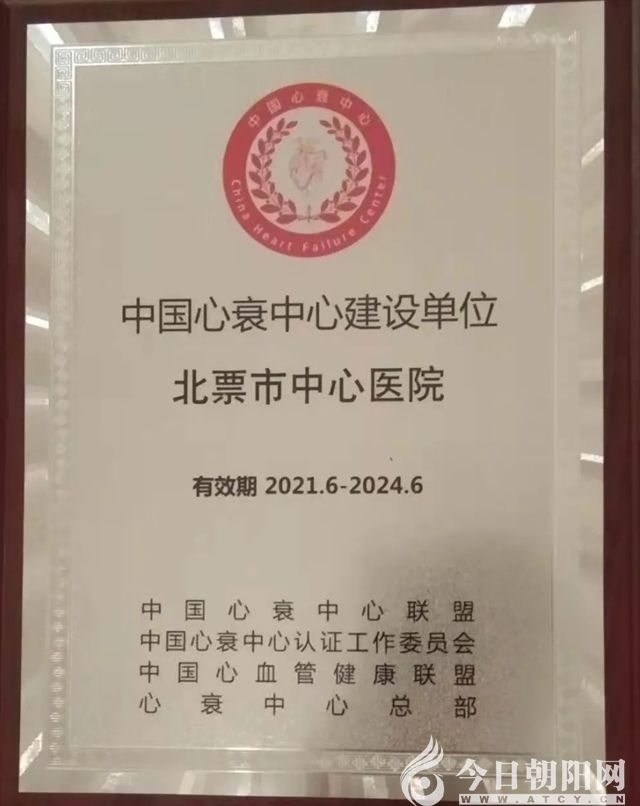 中国心衰中心
China Heart Failure Center
中国心衰中心建设单位
北票市中心医院
有效期 2021.6-2024.6
中国心衰中心联盟
中国心衰中心认证工作委员会
中国心血管健康联盟
心衰中心总部
今日朝阳网
WWW.ATCY.CN